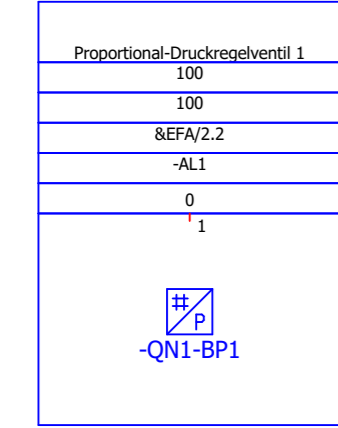 Proportional-Druckregelventil 1
100
100
&EFA/2.2
-AL1
0
1
#
P
-QN1-BP1